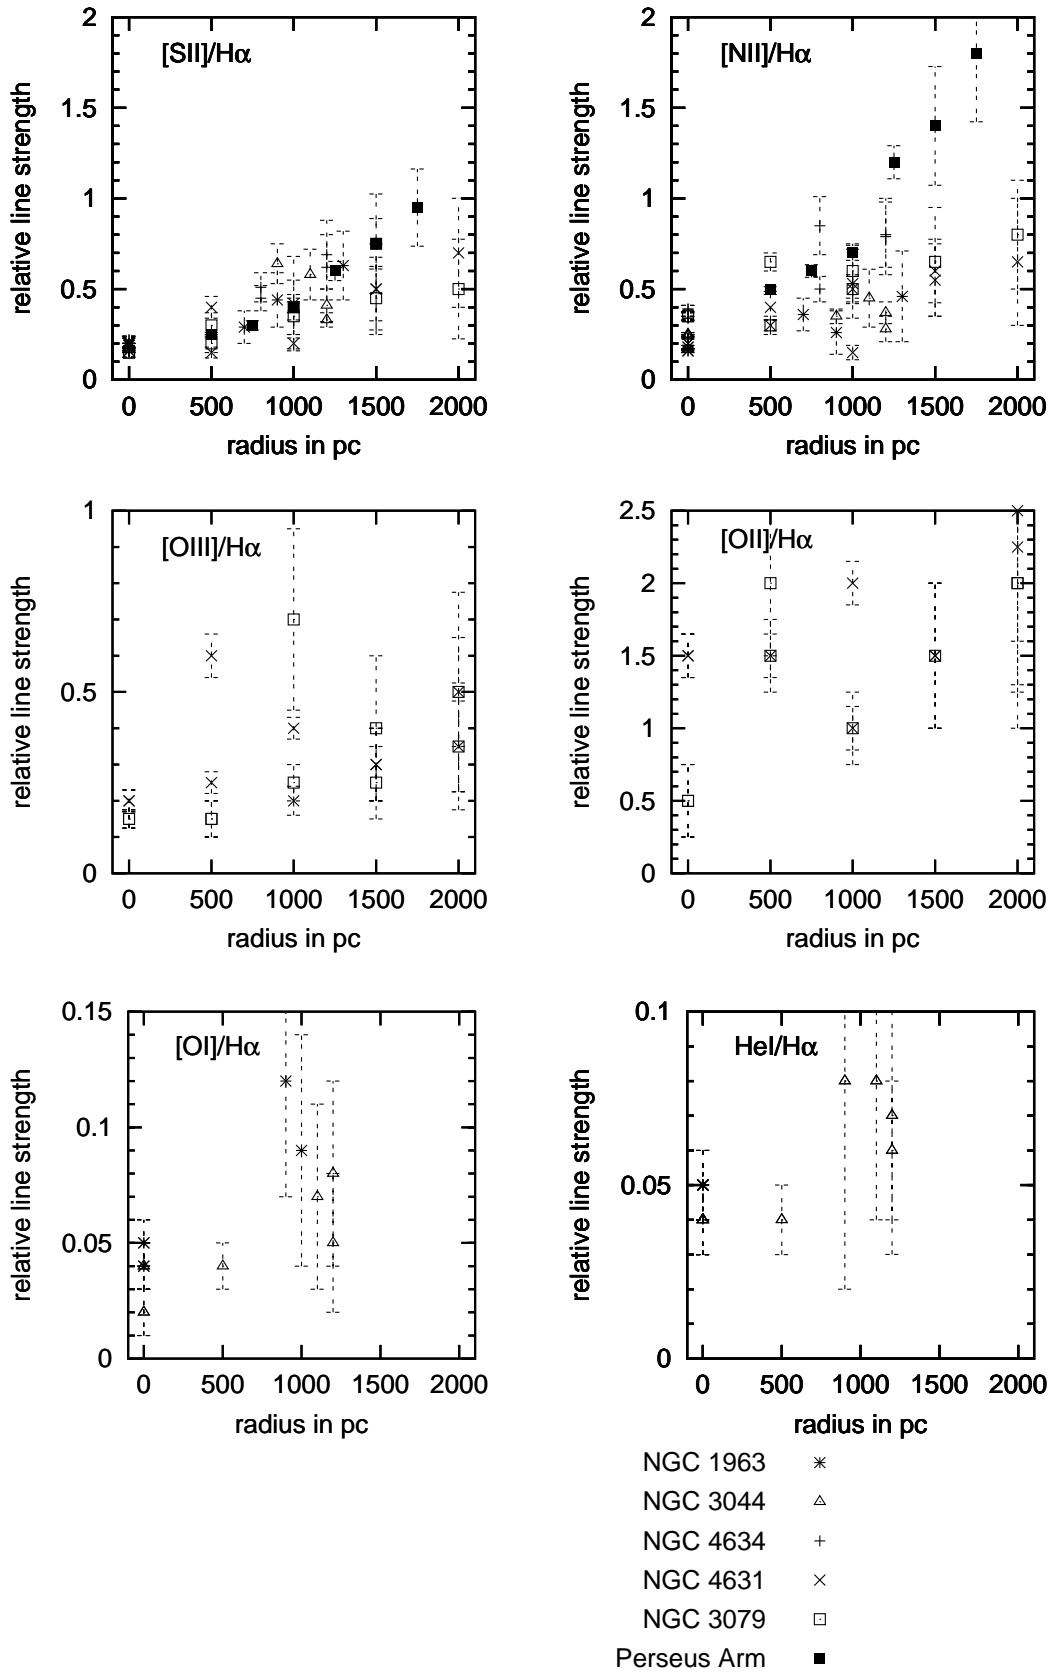 [SII]/Hα
relative line strength
2
1.5
1
0.5
0
0 500 1000 1500 2000
radius in pc
[NII]/Hα
relative line strength
2
1.5
1
0.5
0
0 500 1000 1500 2000
radius in pc
[OIII]/Hα
relative line strength
1
0.5
0
0 500 1000 1500 2000
radius in pc
[OII]/Hα
relative line strength
2.5
2
1.5
1
0.5
0
0 500 1000 1500 2000
radius in pc
[OI]/Hα
relative line strength
0.15
0.1
0.05
0
0 500 1000 1500 2000
radius in pc
HeI/Hα
relative line strength
0.1
0.05
0
0 500 1000 1500 2000
radius in pc
NGC 1963
NGC 3044
NGC 4634
NGC 4631
NGC 3079
Perseus Arm